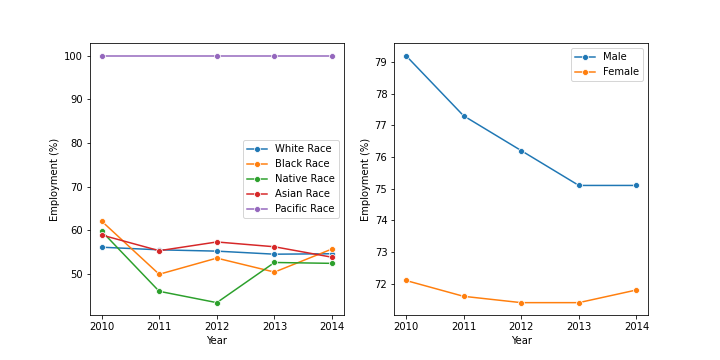 100
90
80
70
60
50
Employment (%)
2010 2011 2012 2013 2014
Year
White Race
Black Race
Native Race
Asian Race
Pacific Race
79
78
77
76
75
74
73
72
Employment (%)
2010 2011 2012 2013 2014
Year
Male
Female